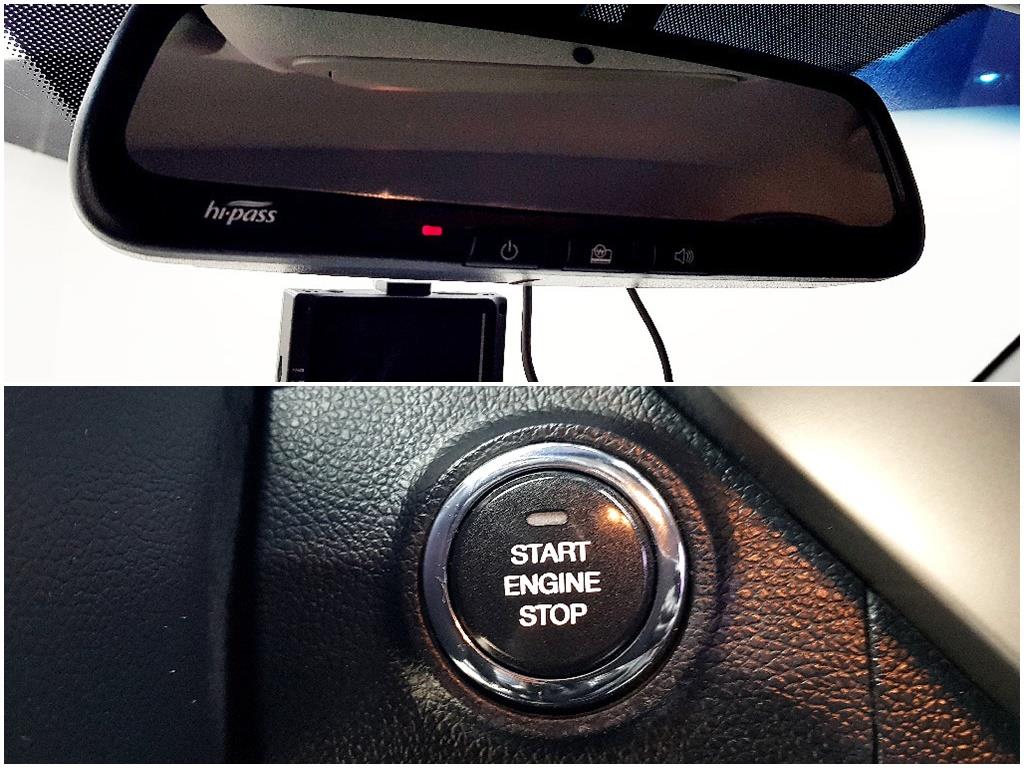 hi-pass
START
ENGINE
STOP